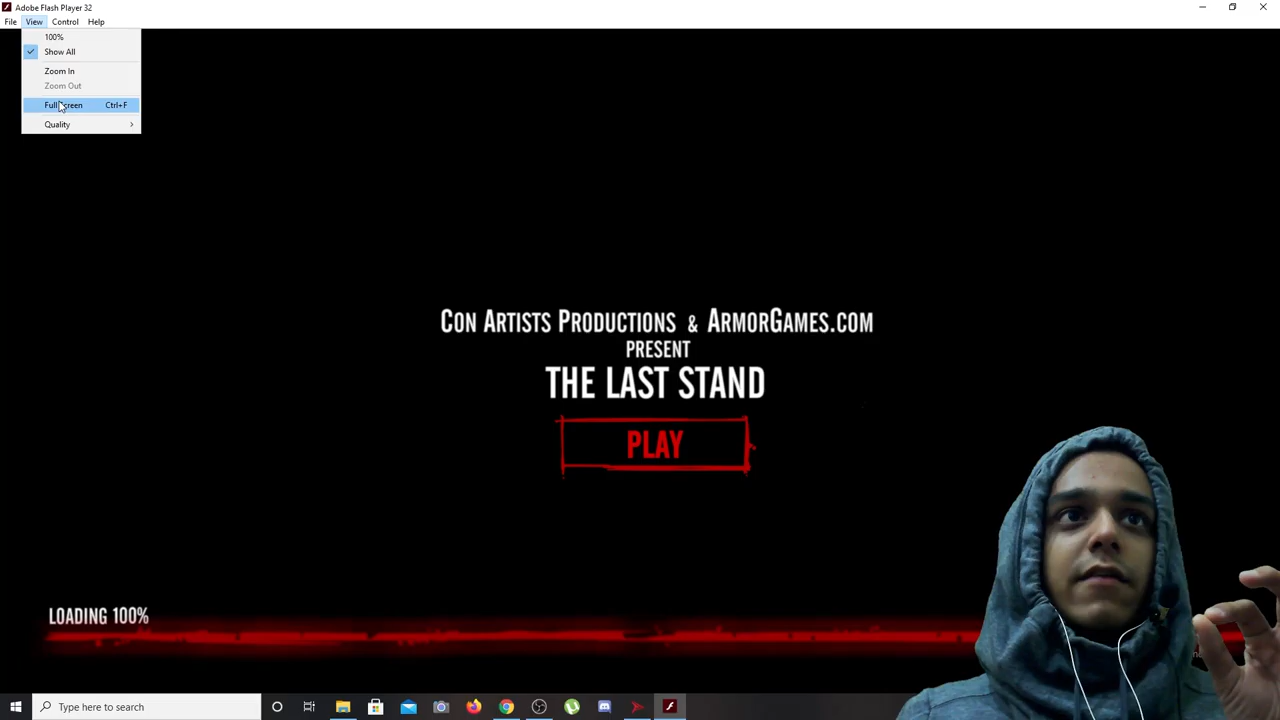 Adobe Flash Player 32
File View Control Help
100%
Show All
Zoom In
Zoom Out
Full Screen Ctrl+F
Quality
CON ARTISTS PRODUCTIONS & ARMORGAMES.COM
PRESENT
THE LAST STAND
PLAY
LOADING 100%
Type here to search